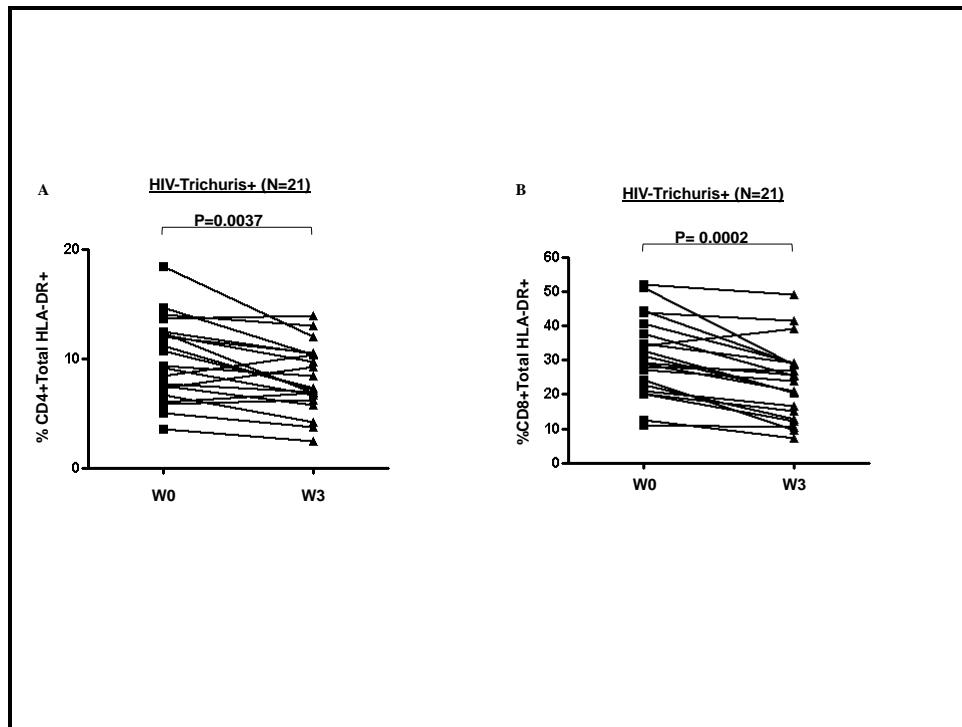 A
HIV-Trichuris+ (N=21)
P=0.0037
20
10
0
% CD4+Total HLA-DR+
W0
W3
B
HIV-Trichuris+ (N=21)
P= 0.0002
60
50
40
30
20
10
0
%CD8+Total HLA-DR+
W0
W3